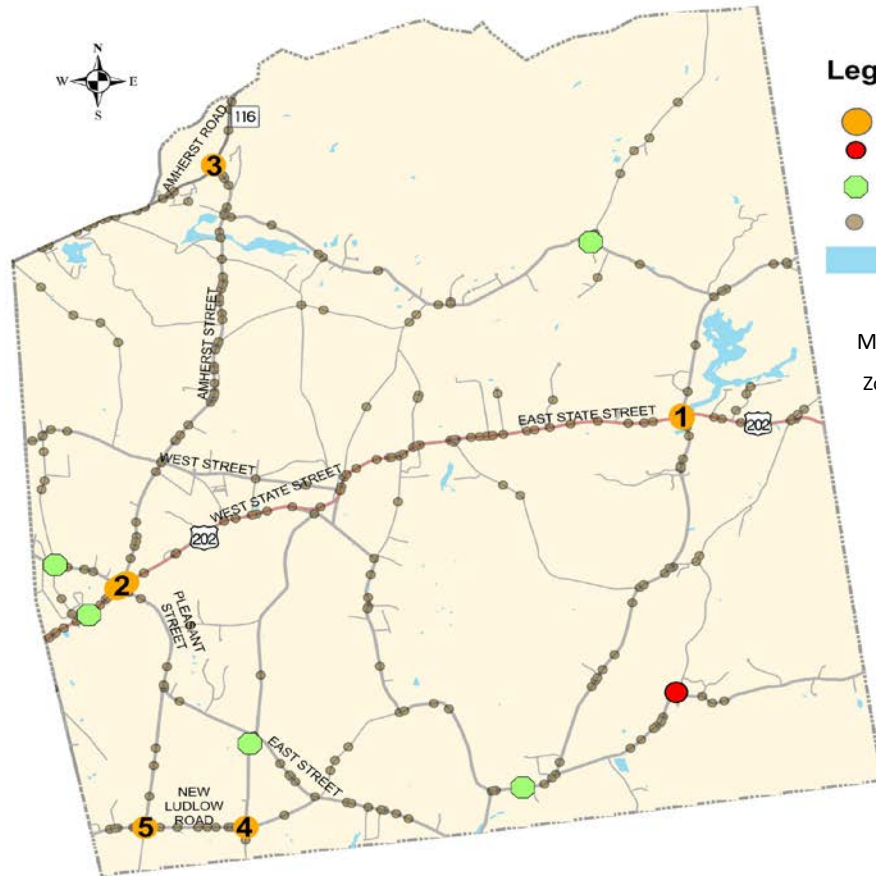 N
W E
S
Leg
116
AMHERST ROAD
3
AMHERST STREET
EAST STATE STREET
1
202
M
WEST STREET
WEST STATE STREET
202
2
PLEASANT
STREET
EAST STREET
NEW
LUDLOW
ROAD
5
4